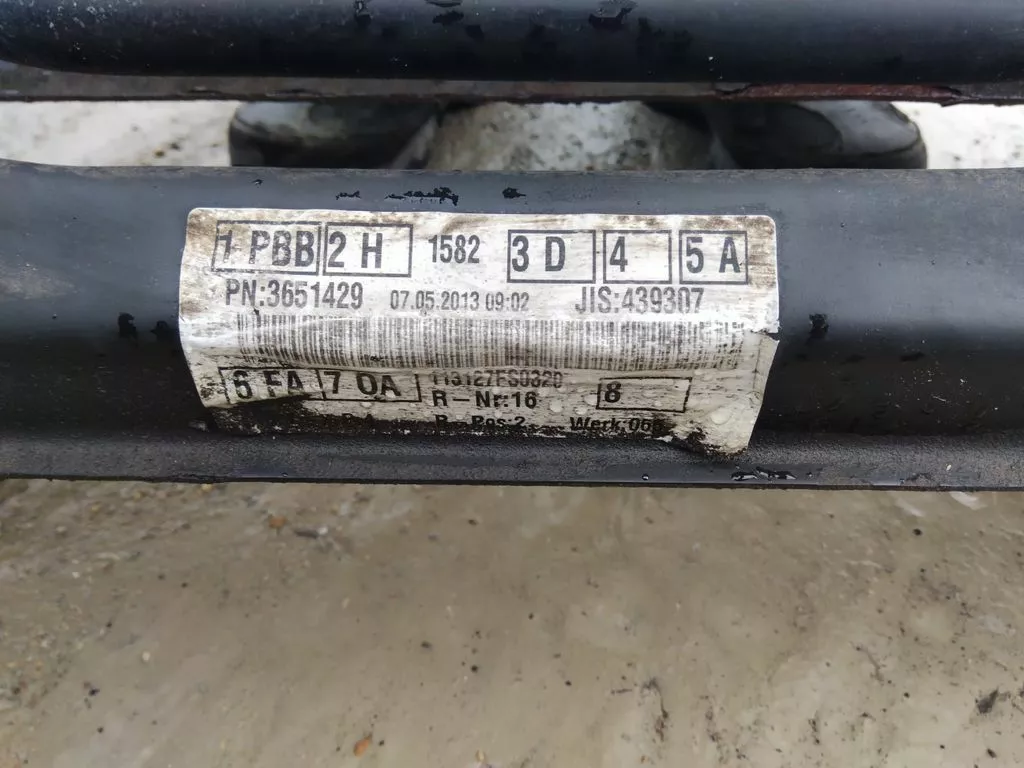 1 PBB 2 H 1582 3 D 4 5 A
PN:3651429 07.05.2013 09:02 JIS:439307
6 FA 7 0A 113127FS0320 8
R-Nr:16
R-Pos:2 Werk:066